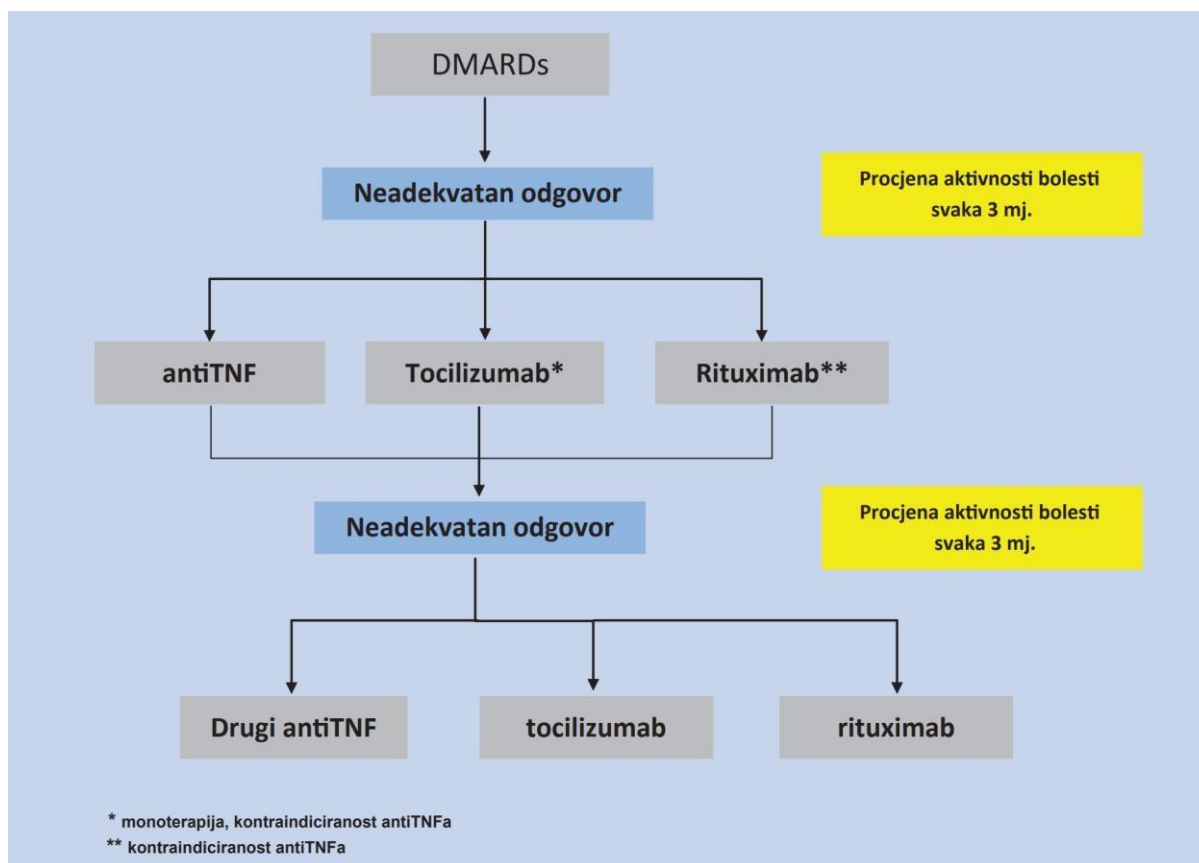 DMARDs
Neadekvatan odgovor
Procjena aktivnosti bolesti
svaka 3 mj.
antiTNF
Tocilizumab*
Rituximab**
Neadekvatan odgovor
Procjena aktivnosti bolesti
svaka 3 mj.
Drugi antiTNF
tocilizumab
rituximab
* monoterapija, kontraindiciranost antiTNFa
** kontraindiciranost antiTNFa